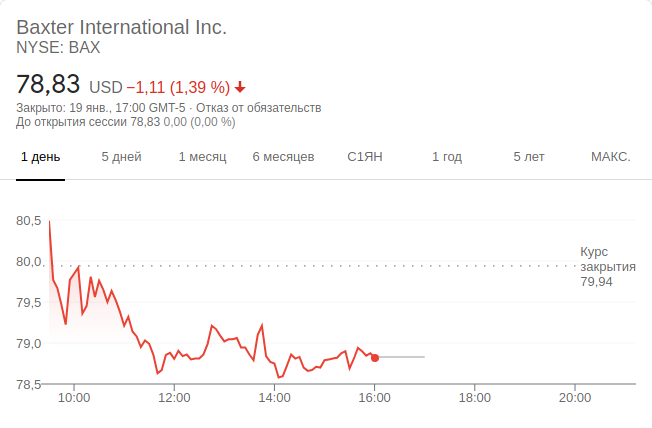 Baxter International Inc.
NYSE: BAX
78,83 USD −1,11 (1,39 %)
Закрыто: 19 янв., 17:00 GMT-5 · Отказ от обязательств
До открытия сессии 78,83 0,00 (0,00 %)
1 день 5 дней 1 месяц 6 месяцев С1ЯН 1 год 5 лет МАКС.
80,5
80,0
79,5
79,0
78,5
Курс
закрытия
79,94
10:00 12:00 14:00 16:00 18:00 20:00